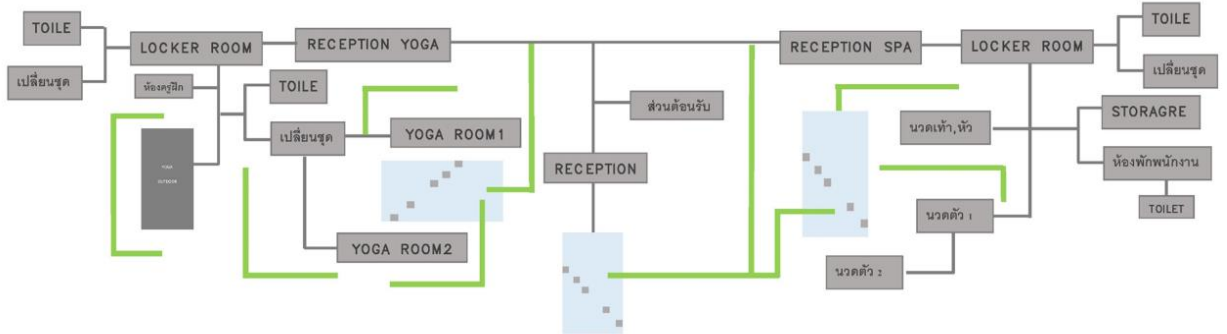 TOILE
LOCKER ROOM
RECEPTION YOGA
เปลี่ยนชุด
ห้องครูฝึก
TOILE
เปลี่ยนชุด
YOGA ROOM1
YOGA
OUTDOOR
YOGA ROOM2
ส่วนต้อนรับ
RECEPTION
RECEPTION SPA
LOCKER ROOM
TOILE
เปลี่ยนชุด
นวดเท้า,หัว
STORAGRE
ห้องพักพนักงาน
TOILET
นวดตัว 1
นวดตัว 2